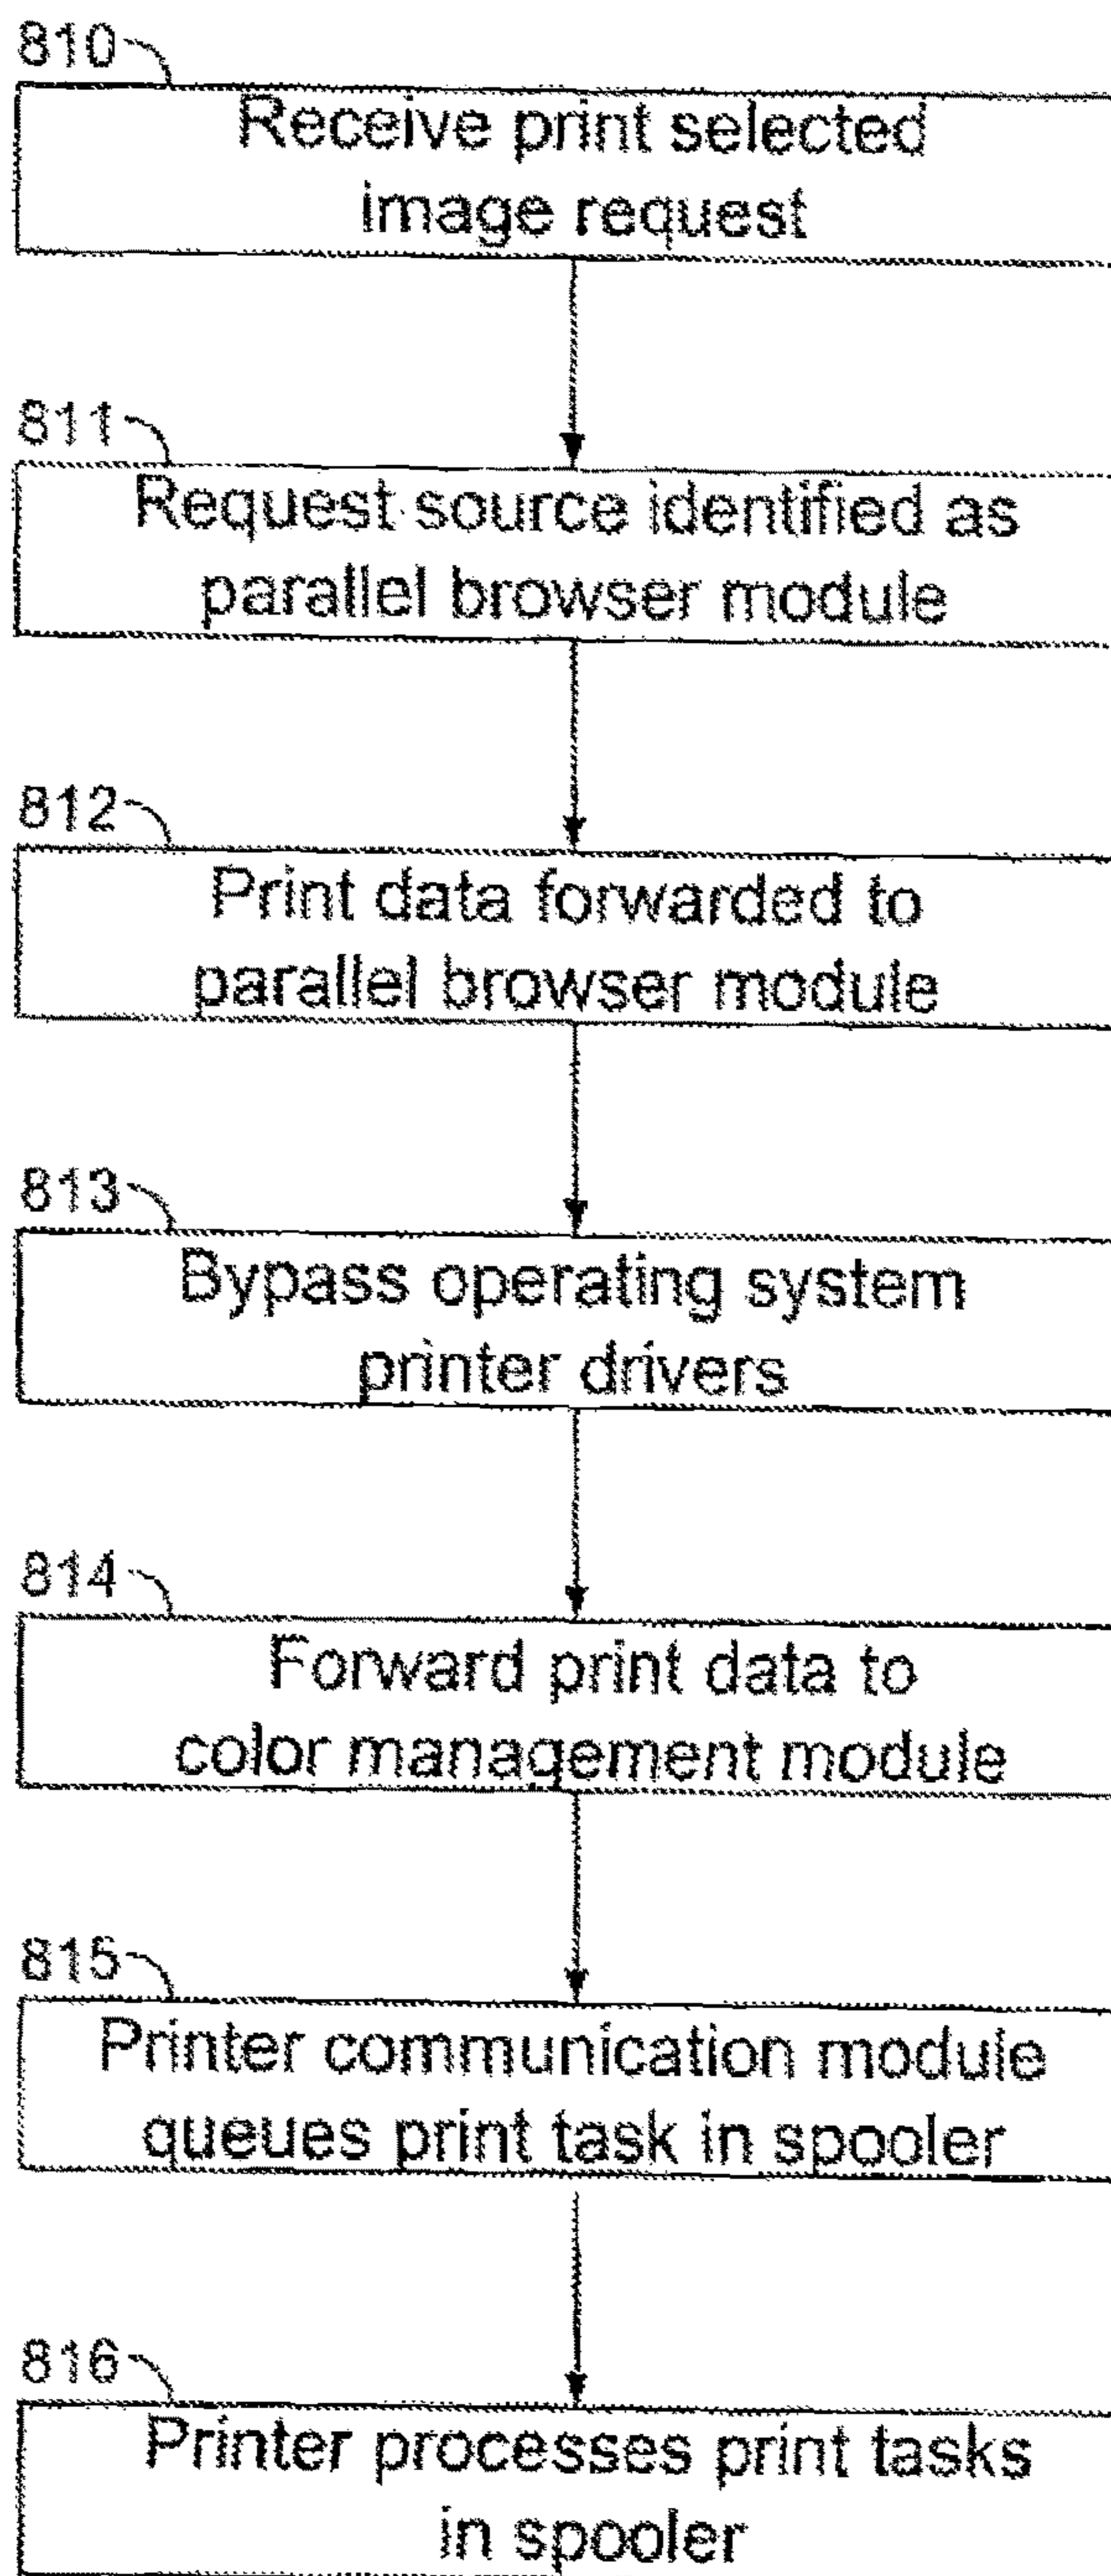 810
Receive print selected
image request
811
Request source identified as
parallel browser module
812
Print data forwarded to
parallel browser module
813
Bypass operating system
printer drivers
814
Forward print data to
color management module
815
Printer communication module
queues print task in spooler
816
Printer processes print tasks
in spooler